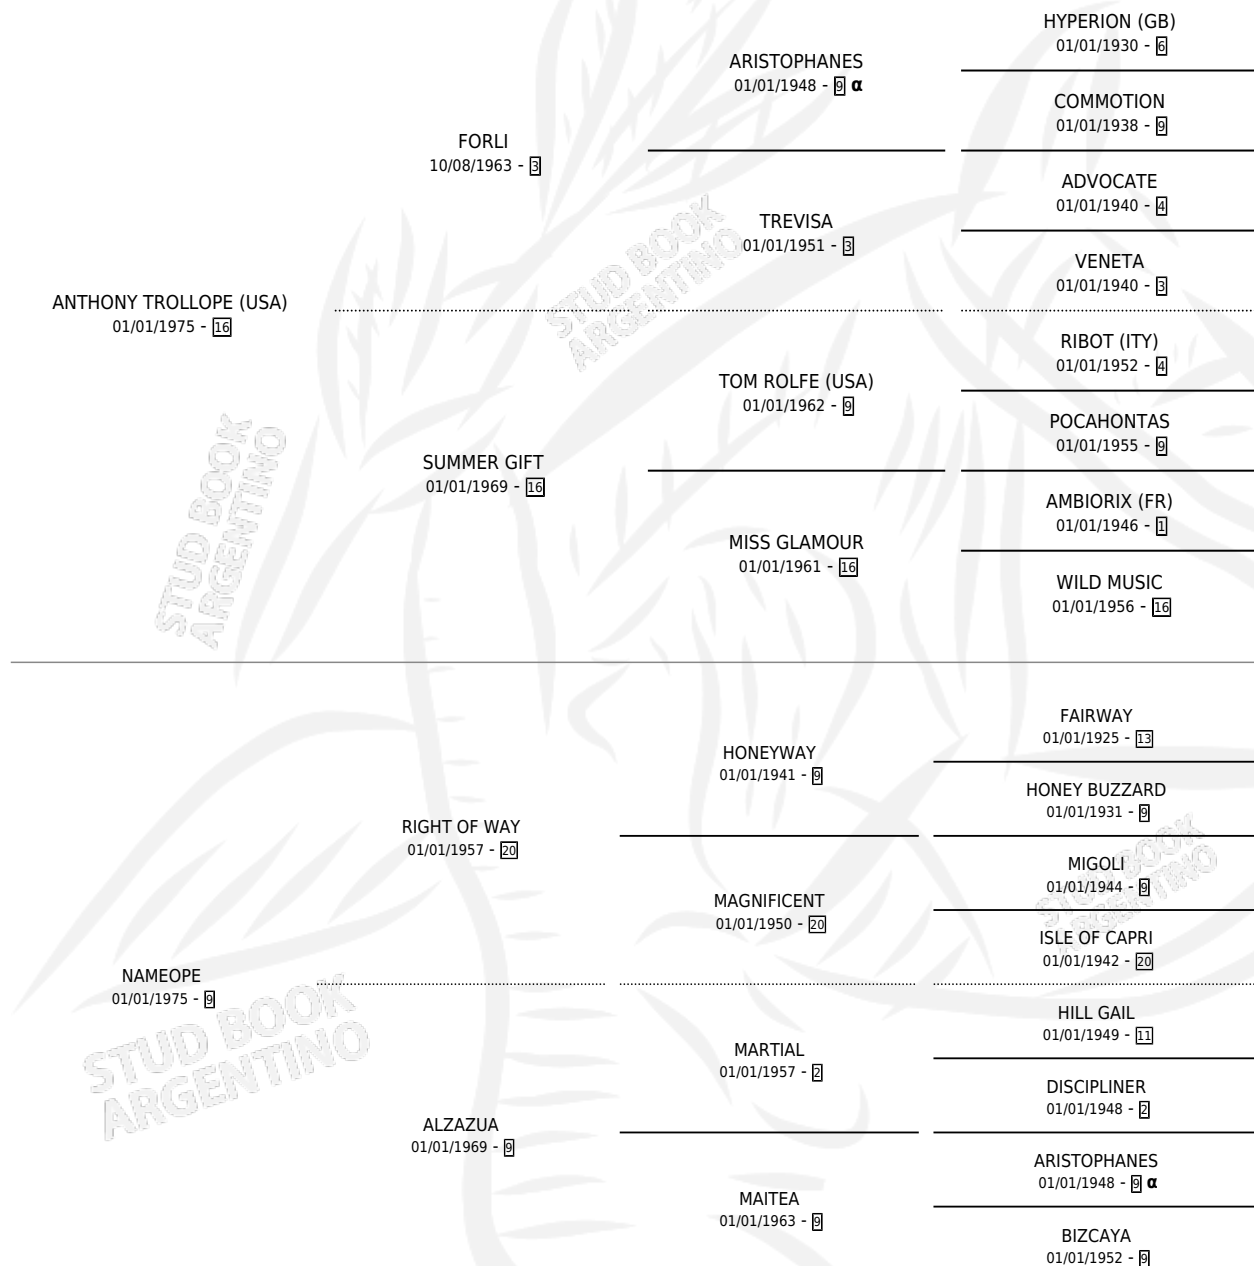 HYPERION (GB)
01/01/1930 - 6
ARISTOPHANES
01/01/1948 - 9 α
COMMOTION
01/01/1938 - 9
FORLI
10/08/1963 - 3
ADVOCATE
01/01/1940 - 4
TREVISA
01/01/1951 - 3
VENETA
01/01/1940 - 3
ANTHONY TROLLOPE (USA)
01/01/1975 - 16
RIBOT (ITY)
01/01/1952 - 4
TOM ROLFE (USA)
01/01/1962 - 9
POCAHONTAS
01/01/1955 - 9
SUMMER GIFT
01/01/1969 - 16
AMBIORIX (FR)
01/01/1946 - 1
MISS GLAMOUR
01/01/1961 - 16
WILD MUSIC
01/01/1956 - 16
FAIRWAY
01/01/1925 - 13
HONEYWAY
01/01/1941 - 9
HONEY BUZZARD
01/01/1931 - 9
RIGHT OF WAY
01/01/1957 - 20
MIGOLI
01/01/1944 - 9
MAGNIFICENT
01/01/1950 - 20
ISLE OF CAPRI
01/01/1942 - 20
NAMEOPE
01/01/1975 - 9
HILL GAIL
01/01/1949 - 11
MARTIAL
01/01/1957 - 2
DISCIPLINER
01/01/1948 - 2
ALZAZUA
01/01/1969 - 9
ARISTOPHANES
01/01/1948 - 9 α
MAITEA
01/01/1963 - 9
BIZCAYA
01/01/1952 - 9
STUD BOOK
ARGENTINO
STUD BOOK
ARGENTINO
STUD BOOK
ARGENTINO
STUD BOOK
ARGENTINO